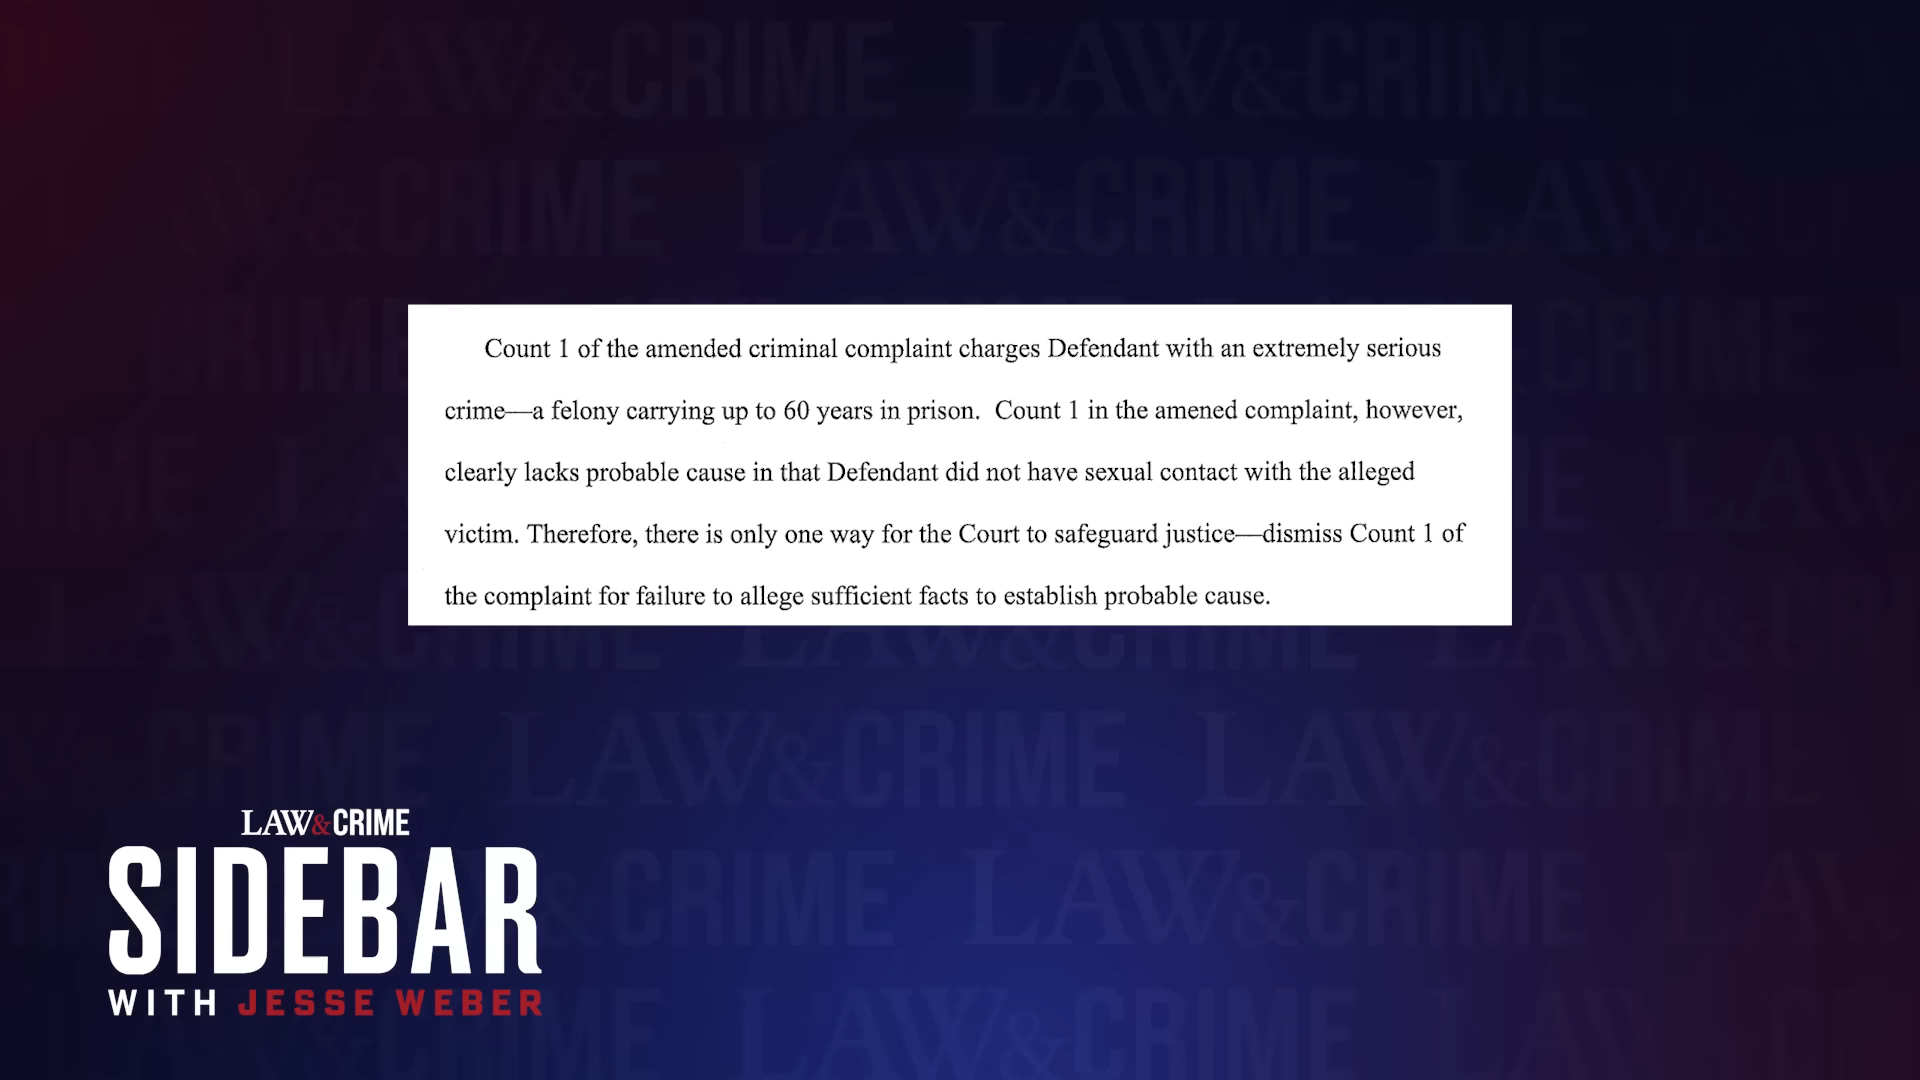 Count 1 of the amended criminal complaint charges Defendant with an extremely serious
crime—a felony carrying up to 60 years in prison.  Count 1 in the amened complaint, however,
clearly lacks probable cause in that Defendant did not have sexual contact with the alleged
victim. Therefore, there is only one way for the Court to safeguard justice—dismiss Count 1 of
the complaint for failure to allege sufficient facts to establish probable cause.
LAW&CRIME
SIDEBAR
WITH JESSE WEBER